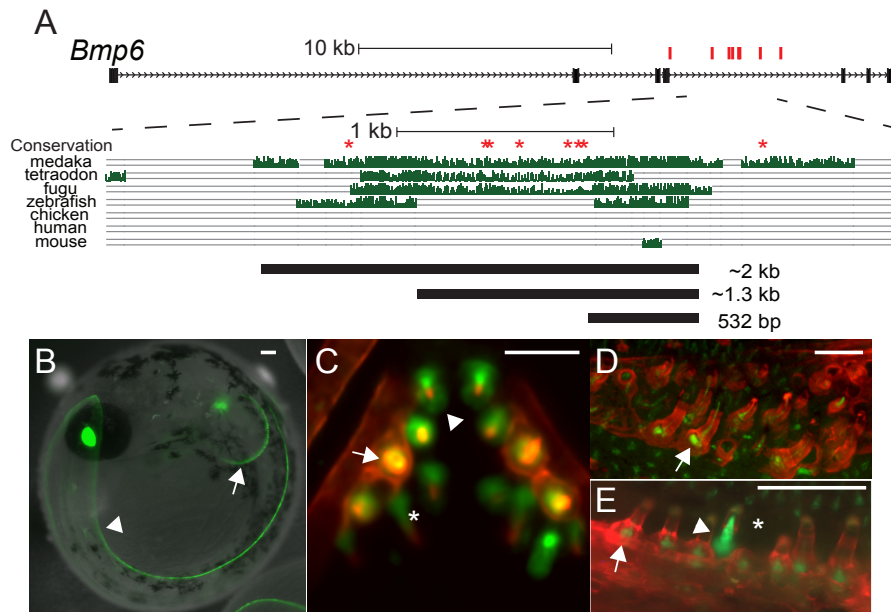 A
10 kb
Bmp6
1 kb
Conservation
* ** * * ** *
medaka
tetraodon
fugu
zebrafish
chicken
human
mouse
~2 kb
~1.3 kb
532 bp
B
C
*
D
E
*